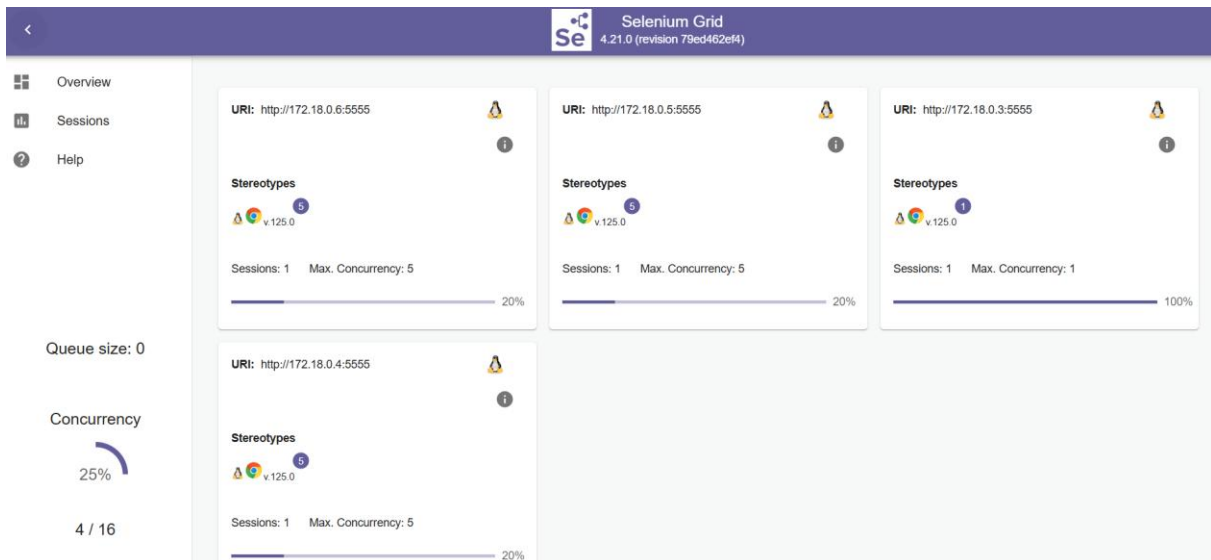 Selenium Grid
Se 4.21.0 (revision 79ed462ef4)
Overview
Sessions
Help
Queue size: 0
Concurrency
25%
4 / 16
URI: http://172.18.0.6:5555
Stereotypes
v.125.0 5
Sessions: 1 Max. Concurrency: 5
20%
URI: http://172.18.0.5:5555
Stereotypes
v.125.0 5
Sessions: 1 Max. Concurrency: 5
20%
URI: http://172.18.0.3:5555
Stereotypes
v.125.0 1
Sessions: 1 Max. Concurrency: 1
100%
URI: http://172.18.0.4:5555
Stereotypes
v.125.0 5
Sessions: 1 Max. Concurrency: 5
20%